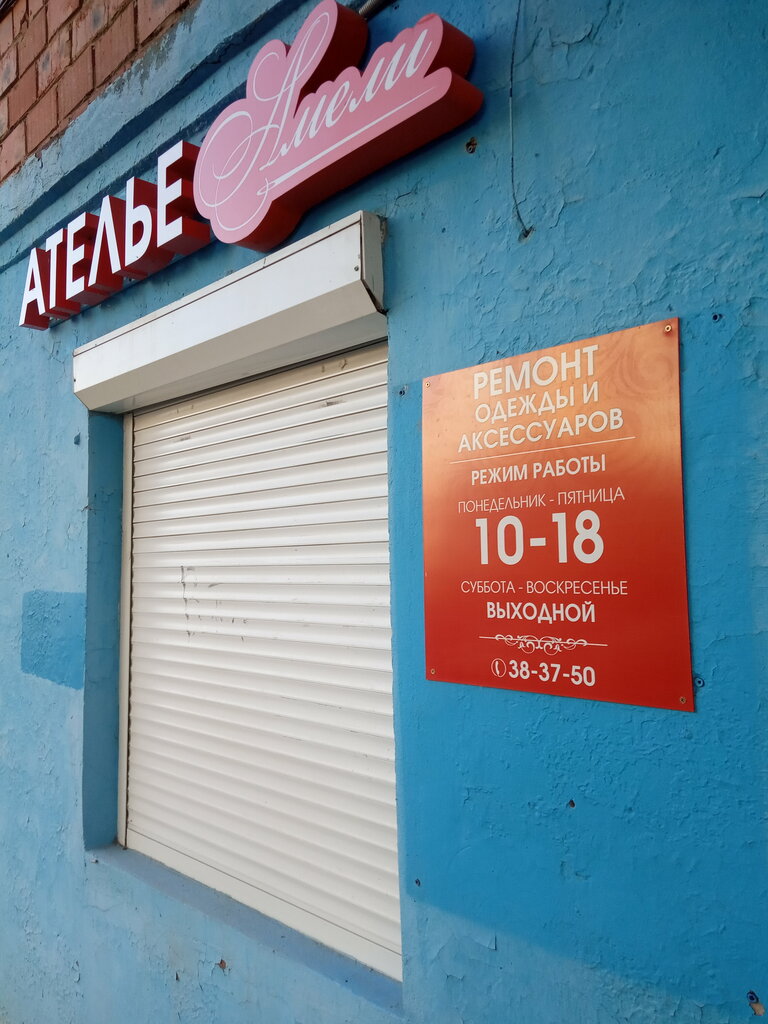 АТЕЛЬЕ Амели
РЕМОНТ
ОДЕЖДЫ И
АКСЕССУАРОВ
РЕЖИМ РАБОТЫ
ПОНЕДЕЛЬНИК - ПЯТНИЦА
10-18
СУББОТА - ВОСКРЕСЕНЬЕ
ВЫХОДНОЙ
38-37-50